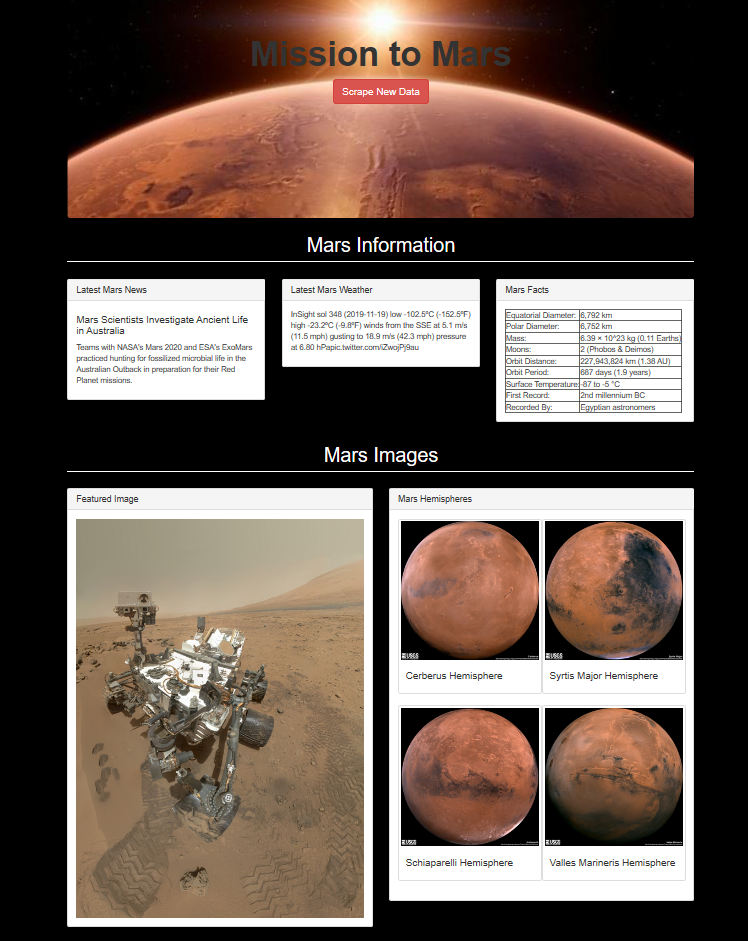 Mission to Mars
Scrape New Data
Mars Information
Latest Mars News
Mars Scientists Investigate Ancient Life
in Australia
Teams with NASA's Mars 2020 and ESA's ExoMars
practiced hunting for fossilized microbial life in the
Australian Outback in preparation for their Red
Planet missions.
Latest Mars Weather
InSight sol 348 (2019-11-19) low -102.5ºC (-152.5ºF)
high -23.2ºC (-9.8ºF) winds from the SSE at 5.1 m/s
(11.5 mph) gusting to 18.9 m/s (42.3 mph) pressure
at 6.80 hPapic.twitter.com/iZwojPj9au
Mars Facts
Equatorial Diameter: 6,792 km
Polar Diameter: 6,752 km
Mass: 6.39 × 10^23 kg (0.11 Earths)
Moons: 2 (Phobos & Deimos)
Orbit Distance: 227,943,824 km (1.38 AU)
Orbit Period: 687 days (1.9 years)
Surface Temperature: -87 to -5 °C
First Record: 2nd millennium BC
Recorded By: Egyptian astronomers
Mars Images
Featured Image
Mars Hemispheres
USGS
USGS
Cerberus Hemisphere
Syrtis Major Hemisphere
USGS
USGS
Schiaparelli Hemisphere
Valles Marineris Hemisphere